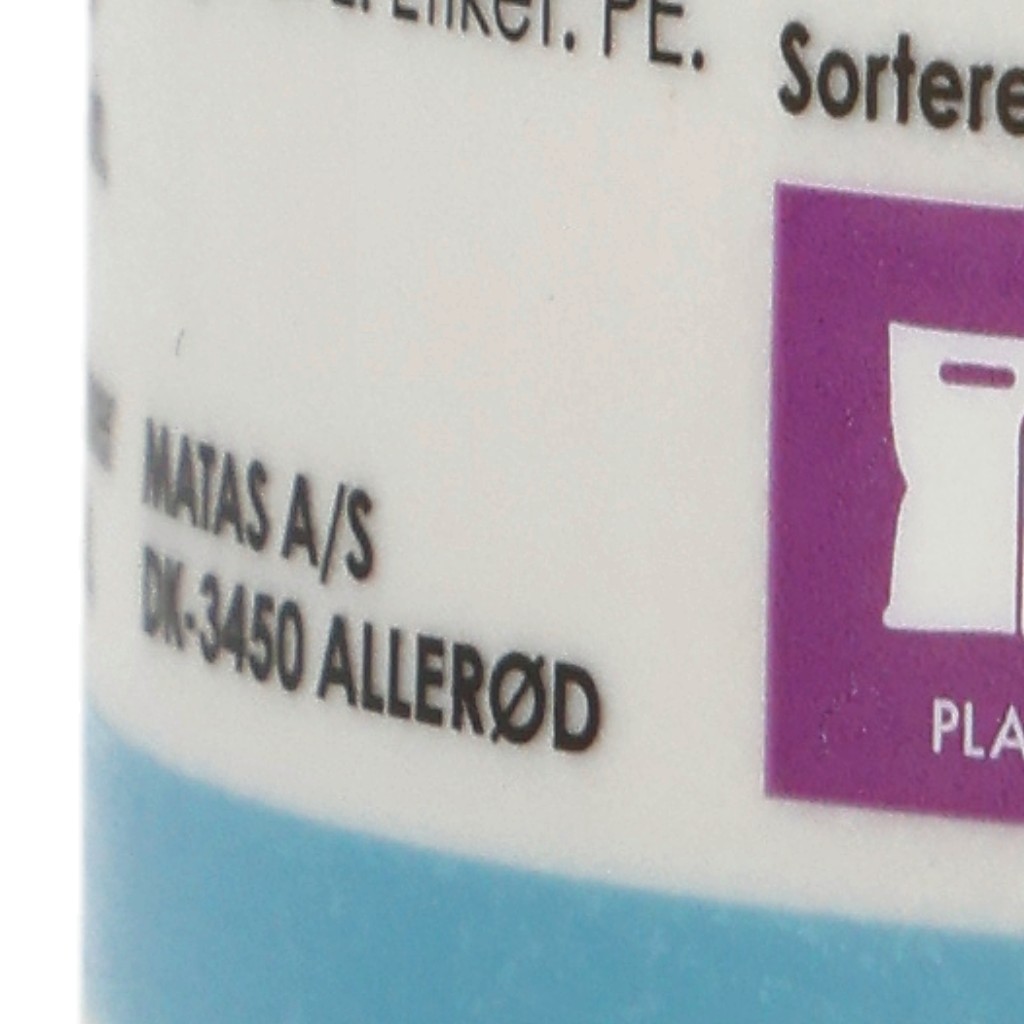 PE.
Sortere
MATAS A/S
DK-3450 ALLERØD
PLA